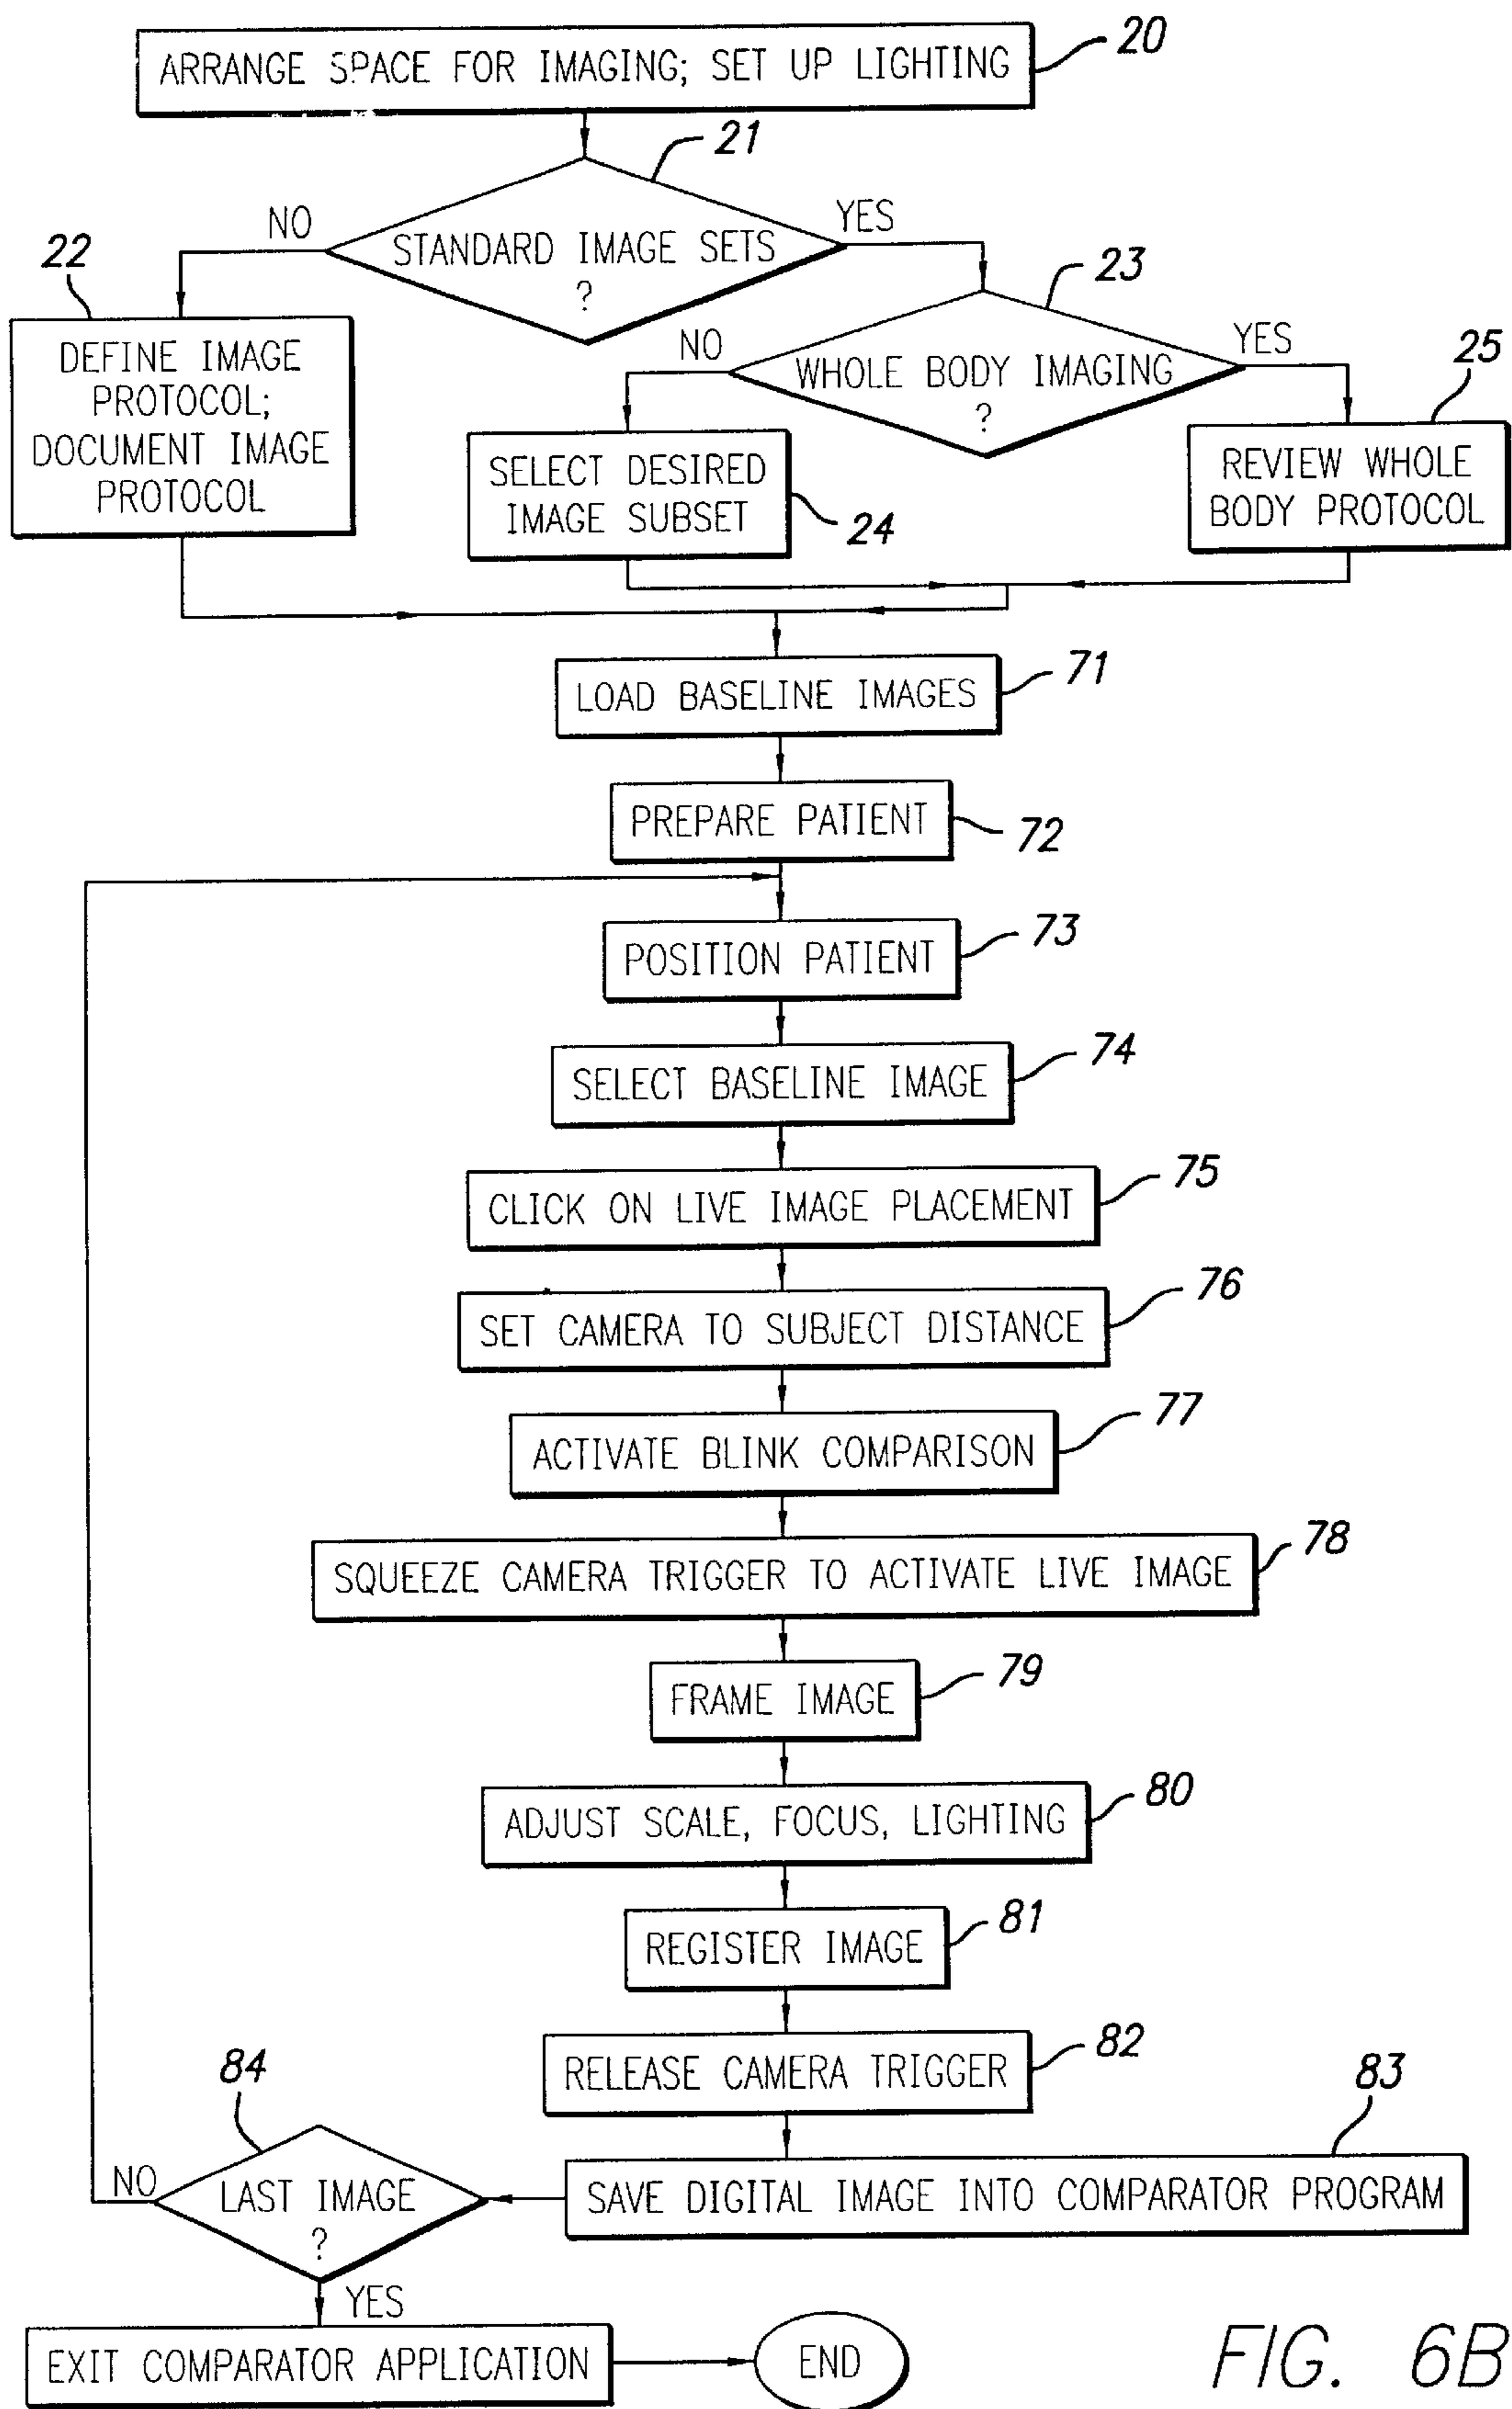 20
ARRANGE SPACE FOR IMAGING; SET UP LIGHTING
21
NO
YES
STANDARD IMAGE SETS
?
22
23
DEFINE IMAGE
PROTOCOL;
DOCUMENT IMAGE
PROTOCOL
NO
YES
WHOLE BODY IMAGING
?
25
SELECT DESIRED
IMAGE SUBSET
24
REVIEW WHOLE
BODY PROTOCOL
LOAD BASELINE IMAGES
71
PREPARE PATIENT
72
POSITION PATIENT
73
SELECT BASELINE IMAGE
74
CLICK ON LIVE IMAGE PLACEMENT
75
SET CAMERA TO SUBJECT DISTANCE
76
ACTIVATE BLINK COMPARISON
77
SQUEEZE CAMERA TRIGGER TO ACTIVATE LIVE IMAGE
78
FRAME IMAGE
79
ADJUST SCALE, FOCUS, LIGHTING
80
REGISTER IMAGE
81
RELEASE CAMERA TRIGGER
82
SAVE DIGITAL IMAGE INTO COMPARATOR PROGRAM
83
84
NO
LAST IMAGE
?
YES
EXIT COMPARATOR APPLICATION
END
FIG. 6B